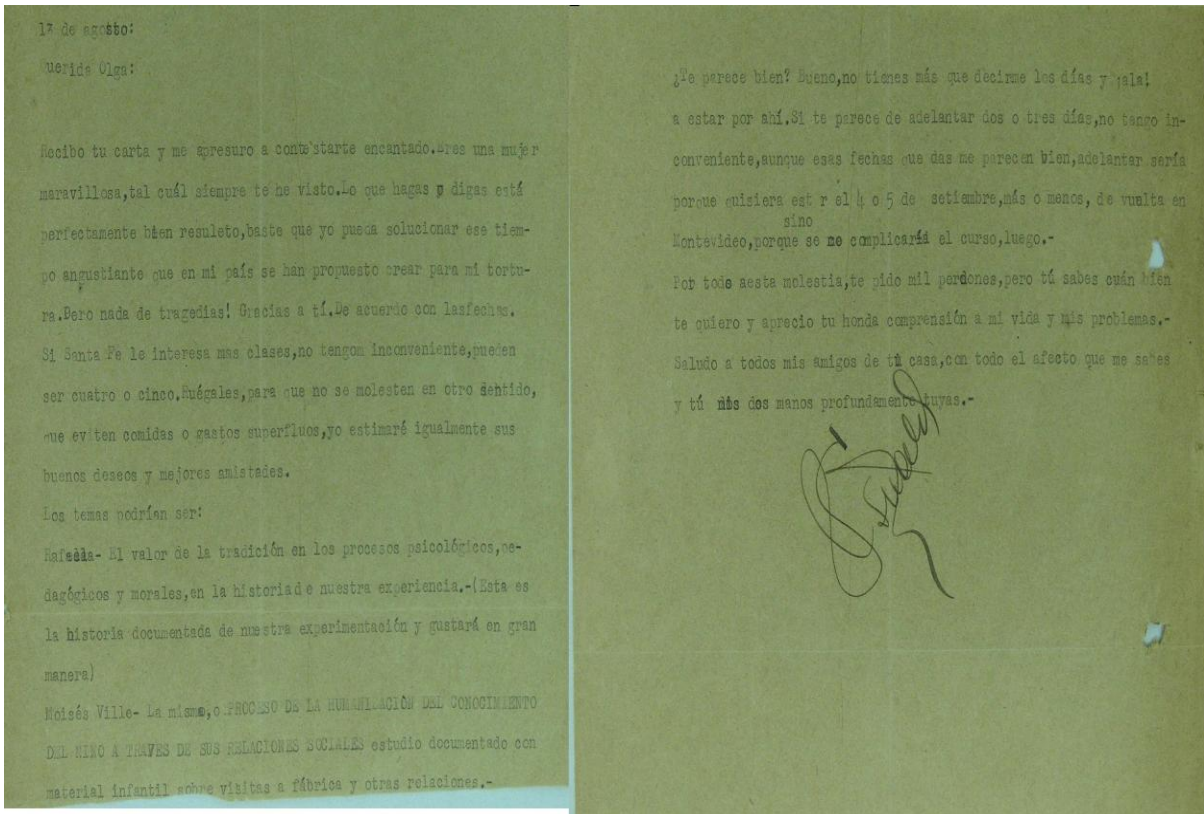 13 de agosto:
Querida Olga:
Recibo tu carta y me apresuro a conte'starte encantado.Eres una mujer
maravillosa,tal cuál siempre te he visto.Lo que hagas o digas está
perfectamente bien resuleto,baste que yo pueda solucionar ese tiem-
po angustiante que en mi país se han propuesto crear para mi tortu-
ra.Pero nada de tragedias! Gracias a tí.De acuerdo con lasfechas.
Si Santa Fe le interesa mas clases,no tengom inconveniente,pueden
ser cuatro o cinco.Ruégales,para que no se molesten en otro sentido,
que eviten comidas o gastos superfluos,yo estimaré igualmente sus
buenos deseos y mejores amistades.
Los temas podrían ser:
Rafaela- El valor de la tradición en los procesos psicológicos,pe-
dagógicos y morales,en la historiad e nuestra experiencia.-(Esta es
la historia documentada de nuestra experimentación y gustará en gran
manera)
Moisés Ville- La misma,o PROCESO DE LA HUMANIZACIÓN DEL CONOCIMIENTO
DEL NINO A TRAVES DE SUS RELACIONES SOCIALES estudio documentado con
material infantil sobre visitas a fábrica y otras relaciones.-
¿Te parece bien? Bueno,no tienes más que decirme los días y ¡ala!
a estar por ahí.Si te parece de adelantar dos o tres días,no tango in-
conveniente,aunque esas fechas que das me parecen bien,adelantar sería
porque quisiera est r el 4 o 5 de setiembre,más o menos, de vuelta en
sino
Montevideo,porque se me complicaría el curso,luego.-
Por toda aesta molestia,te pido mil perdones,pero tú sabes cuán bien
te quiero y aprecio tu honda comprensión a mi vida y mis problemas.-
Saludo a todos mis amigos de tu casa,con todo el afecto que me sabes
y tú mis dos manos profundamente tuyas.-